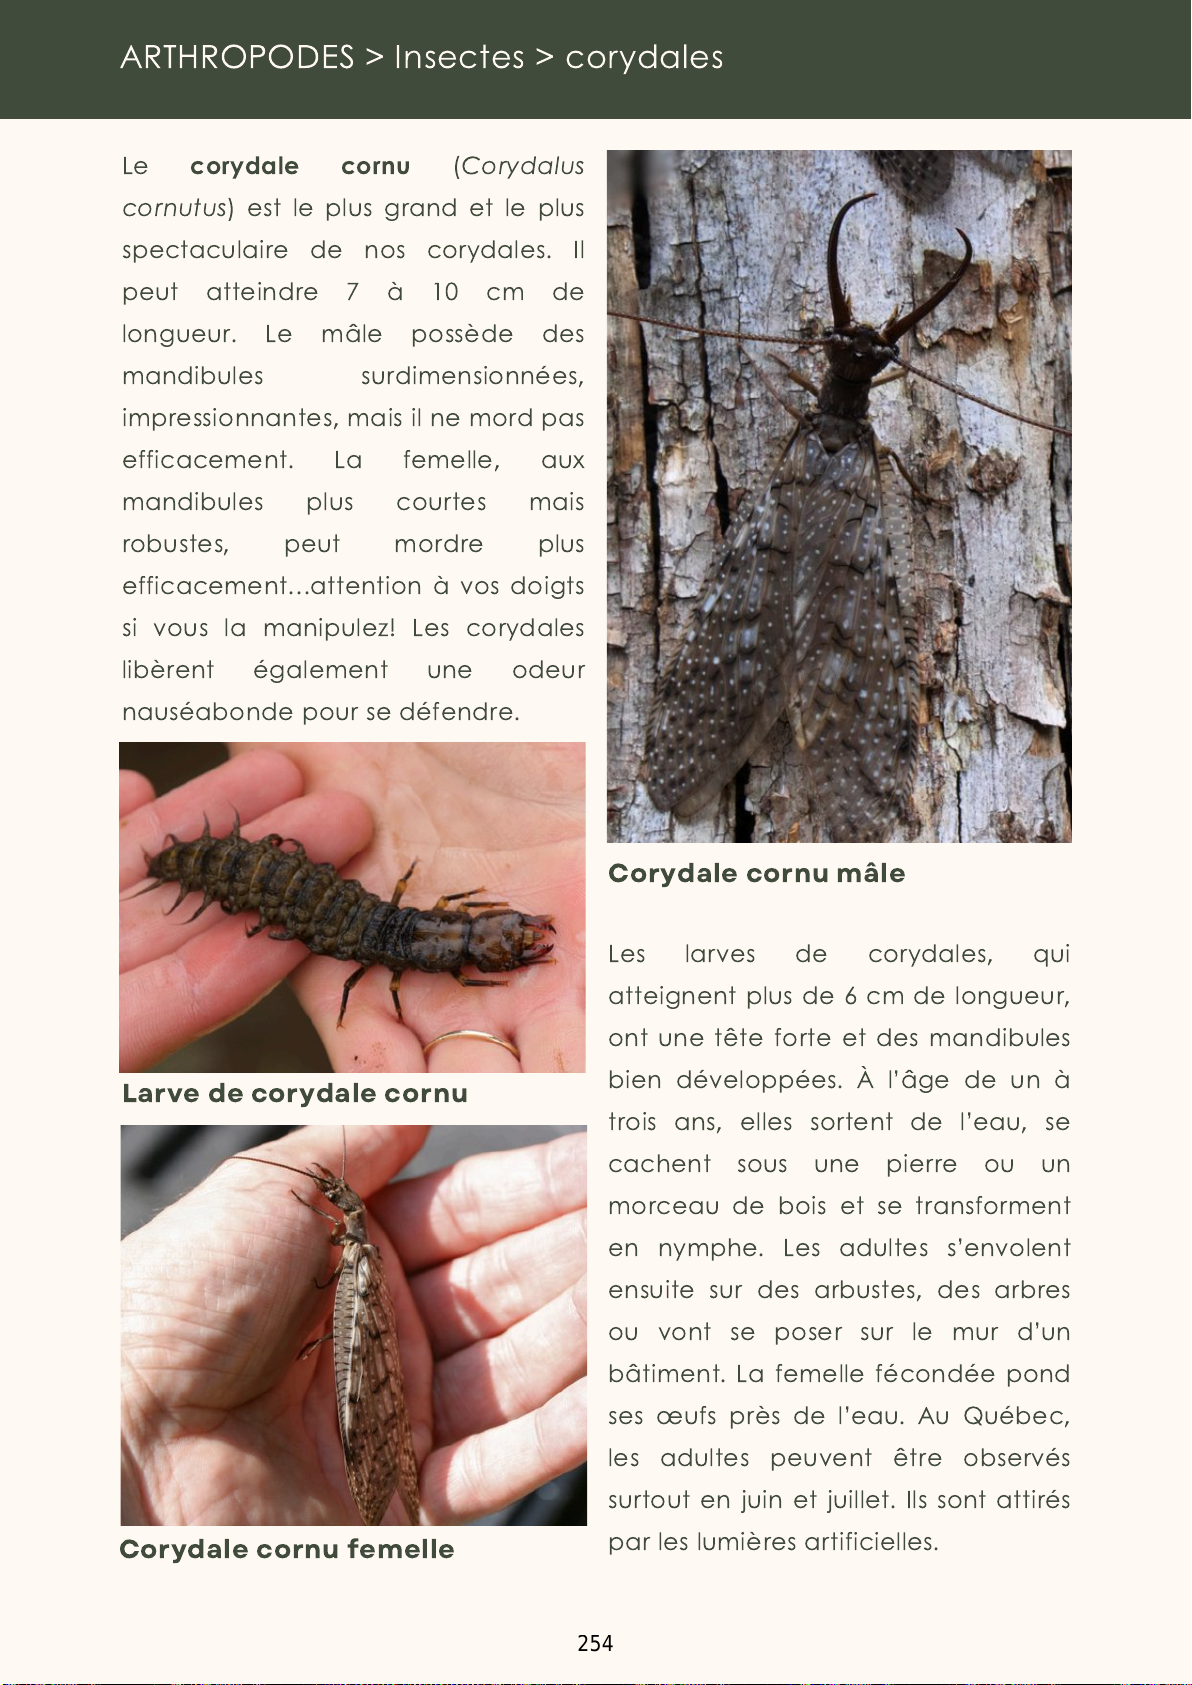 ARTHROPODES > Insectes > corydales
Le corydale cornu (Corydalus
cornutus) est le plus grand et le plus
spectaculaire de nos corydales. Il
peut atteindre 7 à 10 cm de
longueur. Le mâle possède des
mandibules surdimensionnées,
impressionnantes, mais il ne mord pas
efficacement. La femelle, aux
mandibules plus courtes mais
robustes, peut mordre plus
efficacement...attention à vos doigts
si vous la manipulez! Les corydales
libèrent également une odeur
nauséabonde pour se défendre.
Larve de corydale cornu
Corydale cornu femelle
Corydale cornu mâle
Les larves de corydales, qui
atteignent plus de 6 cm de longueur,
ont une tête forte et des mandibules
bien développées. À l'âge de un à
trois ans, elles sortent de l'eau, se
cachent sous une pierre ou un
morceau de bois et se transforment
en nymphe. Les adultes s'envolent
ensuite sur des arbustes, des arbres
ou vont se poser sur le mur d'un
bâtiment. La femelle fécondée pond
ses œufs près de l'eau. Au Québec,
les adultes peuvent être observés
surtout en juin et juillet. Ils sont attirés
par les lumières artificielles.
254